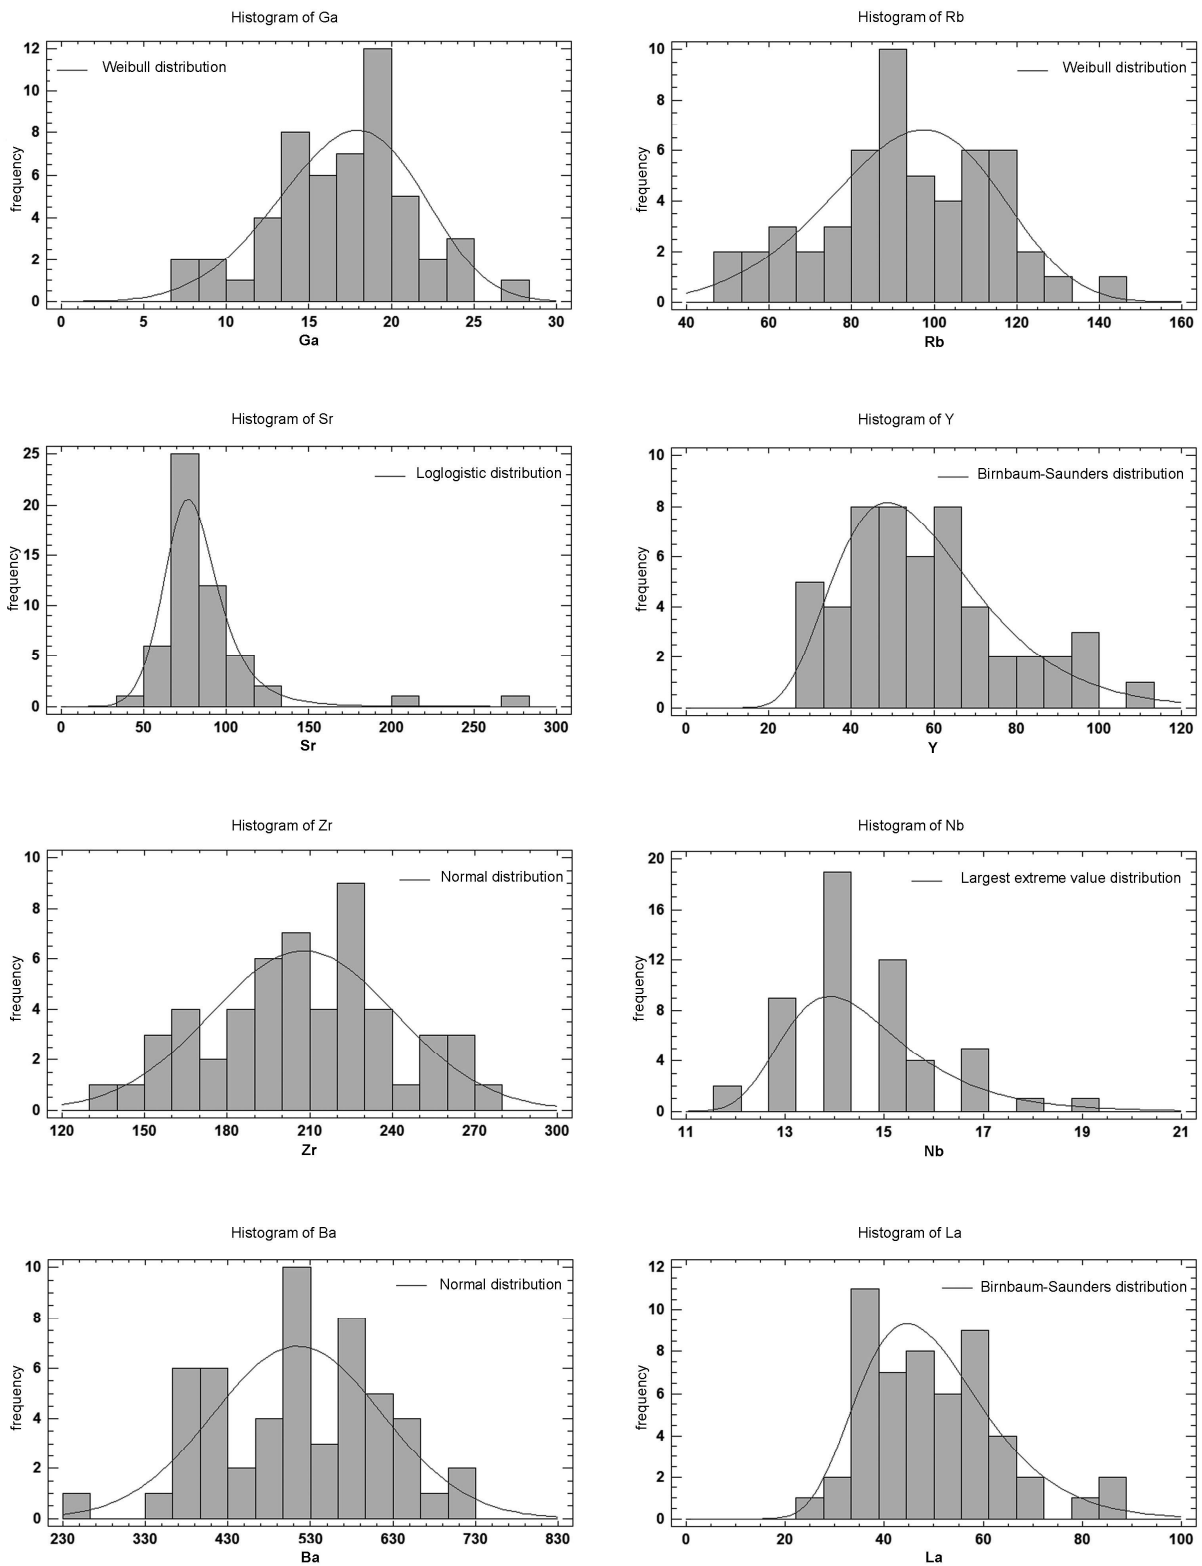 Histogram of Ga
Weibull distribution
frequency
12
10
8
6
4
2
0
0 5 10 15 20 25 30
Ga
Histogram of Rb
Weibull distribution
frequency
10
8
6
4
2
0
40 60 80 100 120 140 160
Rb
Histogram of Sr
Loglogistic distribution
frequency
25
20
15
10
5
0
0 50 100 150 200 250 300
Sr
Histogram of Y
Birnbaum-Saunders distribution
frequency
10
8
6
4
2
0
0 20 40 60 80 100 120
Y
Histogram of Zr
Normal distribution
frequency
10
8
6
4
2
0
120 150 180 210 240 270 300
Zr
Histogram of Nb
Largest extreme value distribution
frequency
20
16
12
8
4
0
11 13 15 17 19 21
Nb
Histogram of Ba
Normal distribution
frequency
10
8
6
4
2
0
230 330 430 530 630 730 830
Ba
Histogram of La
Birnbaum-Saunders distribution
frequency
12
10
8
6
4
2
0
0 20 40 60 80 100
La